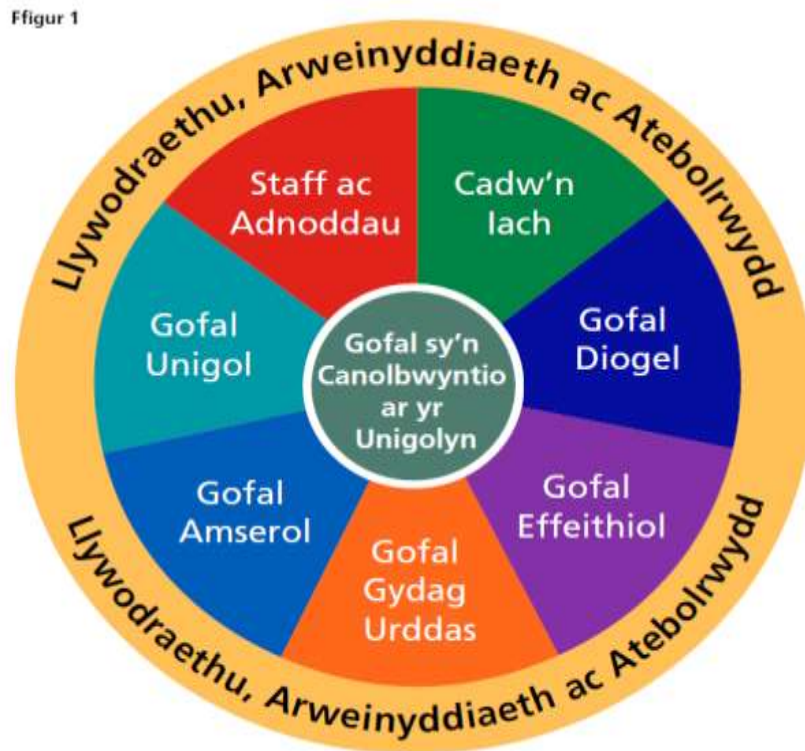 Ffigur 1
Llywodraethu, Arweinyddiaeth ac Atebolrwydd
Staff ac
Adnoddau
Cadw'n
Iach
Gofal
Unigol
Gofal
Diogel
Gofal sy'n
Canolbwyntio
ar yr
Unigolyn
Gofal
Amserol
Gofal
Effeithiol
Gofal
Gydag
Urddas
Llywodraethu, Arweinyddiaeth ac Atebolrwydd